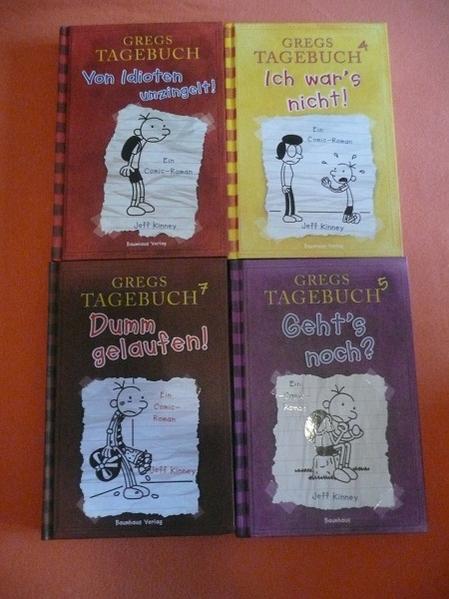 GREGS
TAGEBUCH
Von Idioten
umzingelt!
Ein
Comic-Roman
Jeff Kinney
Baumhaus Verlag
GREGS
TAGEBUCH 4
Ich war's
nicht!
Ein
Comic-Roman
Jeff Kinney
Baumhaus Verlag
GREGS
TAGEBUCH 7
Dumm
gelaufen!
Ein
Comic-
Roman
Jeff Kinney
Baumhaus Verlag
GREGS
TAGEBUCH 5
Geht's
noch?
Ein
Comic-
Roman
Jeff Kinney
Baumhaus